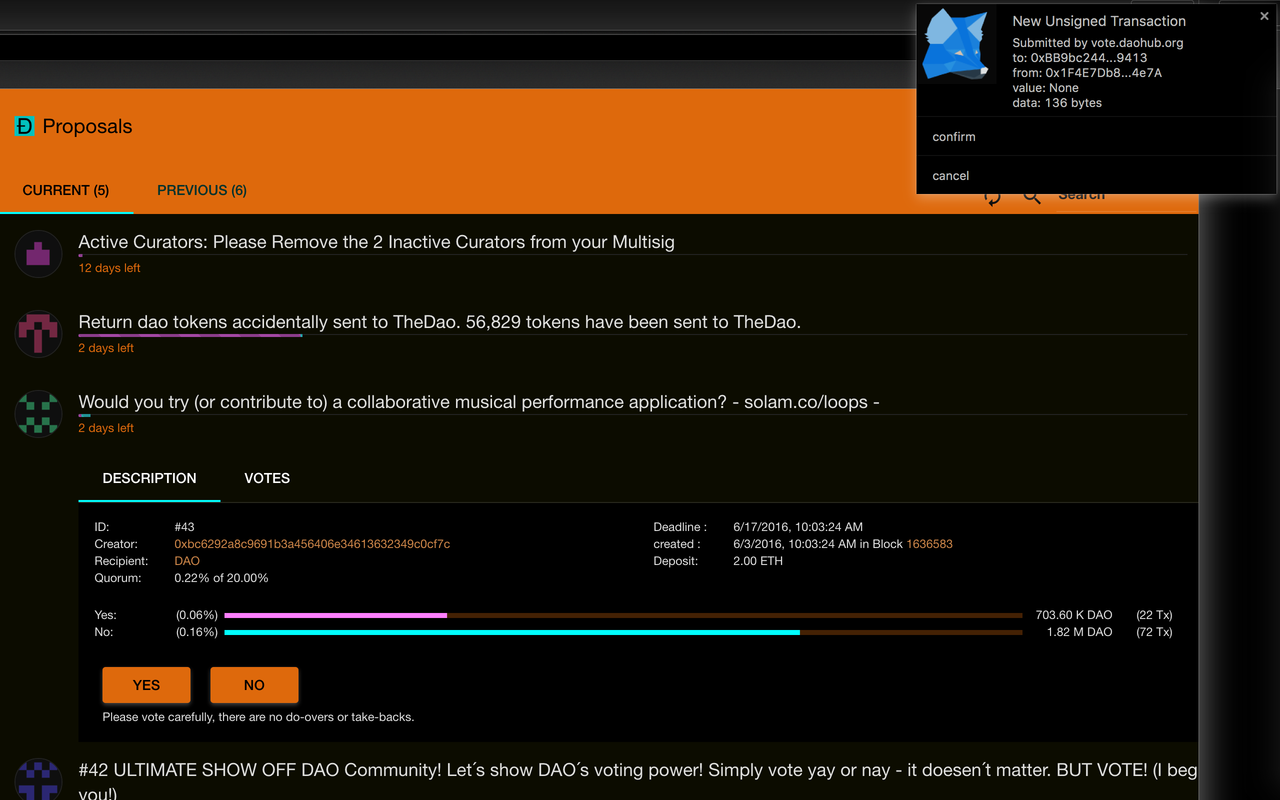 New Unsigned Transaction
Submitted by vote.daohub.org
to: 0xBB9bc244...9413
from: 0x1F4E7Db8...4e7A
value: None
data: 136 bytes
confirm
cancel
Đ Proposals
CURRENT (5)
PREVIOUS (6)
Search
Active Curators: Please Remove the 2 Inactive Curators from your Multisig
12 days left
Return dao tokens accidentally sent to TheDao. 56,829 tokens have been sent to TheDao.
2 days left
Would you try (or contribute to) a collaborative musical performance application? - solam.co/loops -
2 days left
DESCRIPTION
VOTES
ID: #43
Creator: 0xbc6292a8c9691b3a456406e34613632349c0cf7c
Recipient: DAO
Quorum: 0.22% of 20.00%
Deadline : 6/17/2016, 10:03:24 AM
created : 6/3/2016, 10:03:24 AM in Block 1636583
Deposit: 2.00 ETH
Yes: (0.06%) 703.60 K DAO (22 Tx)
No: (0.16%) 1.82 M DAO (72 Tx)
YES
NO
Please vote carefully, there are no do-overs or take-backs.
#42 ULTIMATE SHOW OFF DAO Community! Let´s show DAO´s voting power! Simply vote yay or nay - it doesen´t matter. BUT VOTE! (I beg
you!)